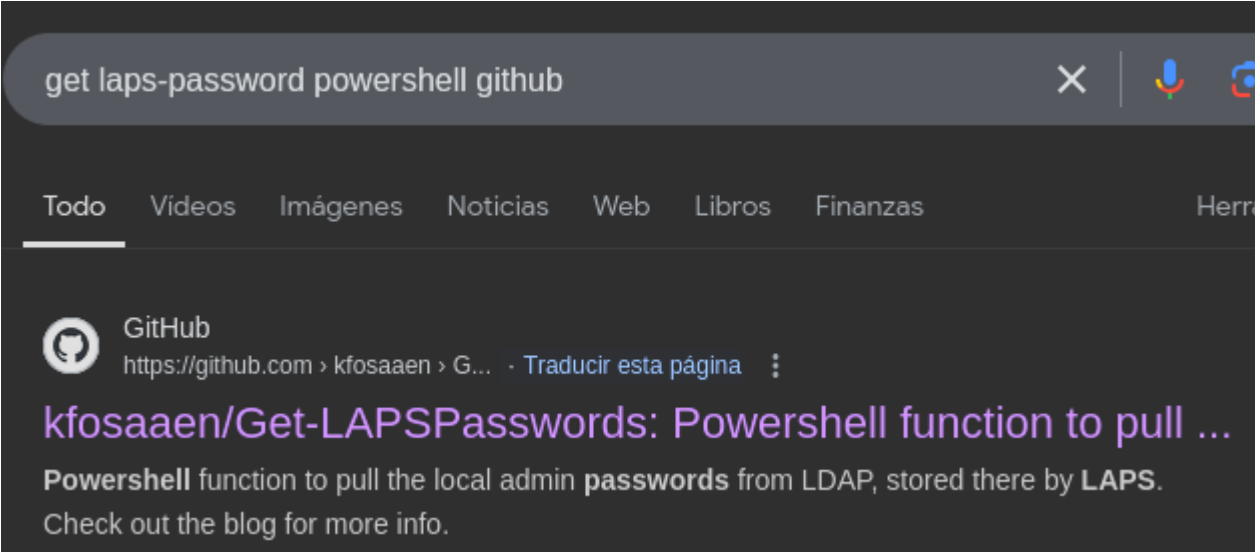 get laps-password powershell github
Todo Vídeos Imágenes Noticias Web Libros Finanzas Herra
GitHub
https://github.com › kfosaaen › G... · Traducir esta página
kfosaaen/Get-LAPSPasswords: Powershell function to pull ...
Powershell function to pull the local admin passwords from LDAP, stored there by LAPS.
Check out the blog for more info.